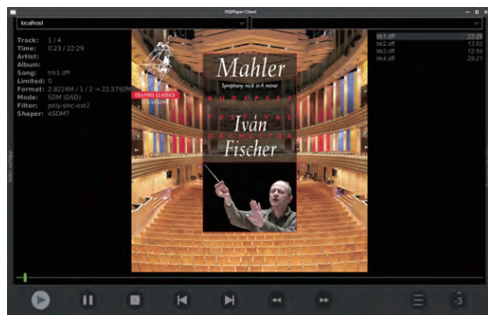 HQPlayer Client
localhost
Track: 1 / 4
Time: 0:23 / 22:29
Artist:
Album:
Song: trk1.dff
Limited: 0
Format: 2.8224M / 1 / 2 → 22.5792M
Mode: SDM (DSD)
Filter: poly-sinc-ext2
Shaper: ASDM7
CHANNEL CLASSICS
Mahler
Symphony no.6 in A minor
BUDAPEST
FESTIVAL
ORCHESTRA
Iván
Fischer
trk1.dff 22:29
trk2.dff 13:52
trk3.dff
trk4.dff 29:21
-3